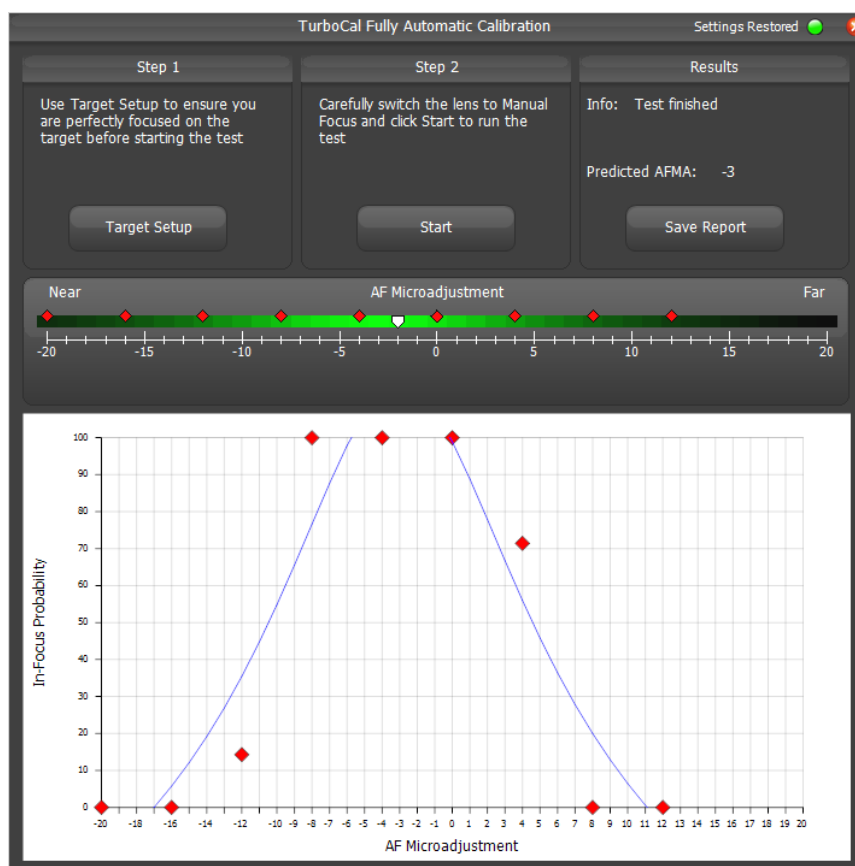 TurboCal Fully Automatic Calibration
Settings Restored
Step 1
Step 2
Results
Use Target Setup to ensure you
are perfectly focused on the
target before starting the test
Carefully switch the lens to Manual
Focus and click Start to run the
test
Info: Test finished
Predicted AFMA: -3
Target Setup
Start
Save Report
Near
AF Microadjustment
Far
-20 -15 -10 -5 0 5 10 15 20
100
90
80
70
60
50
40
30
20
10
0
In-Focus Probability
-20 -18 -16 -14 -12 -10 -9 -8 -7 -6 -5 -4 -3 -2 -1 0 1 2 3 4 5 6 7 8 9 10 11 12 13 14 15 16 17 18 19 20
AF Microadjustment